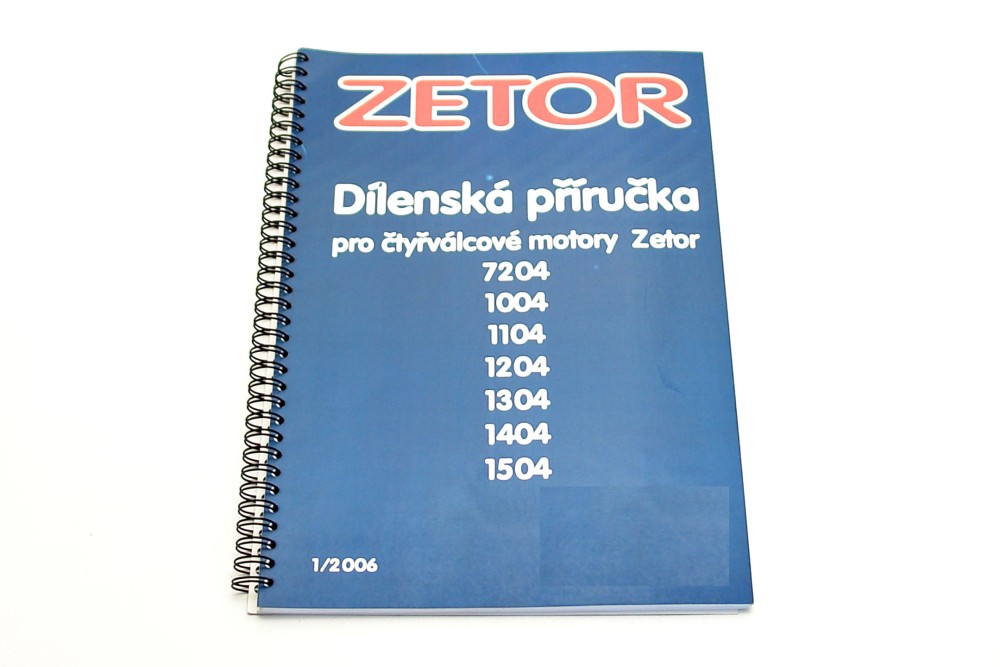 ZETOR
Dílenská příručka
pro čtyřválcové motory Zetor
7204
1004
1104
1204
1304
1404
1504
1/2006